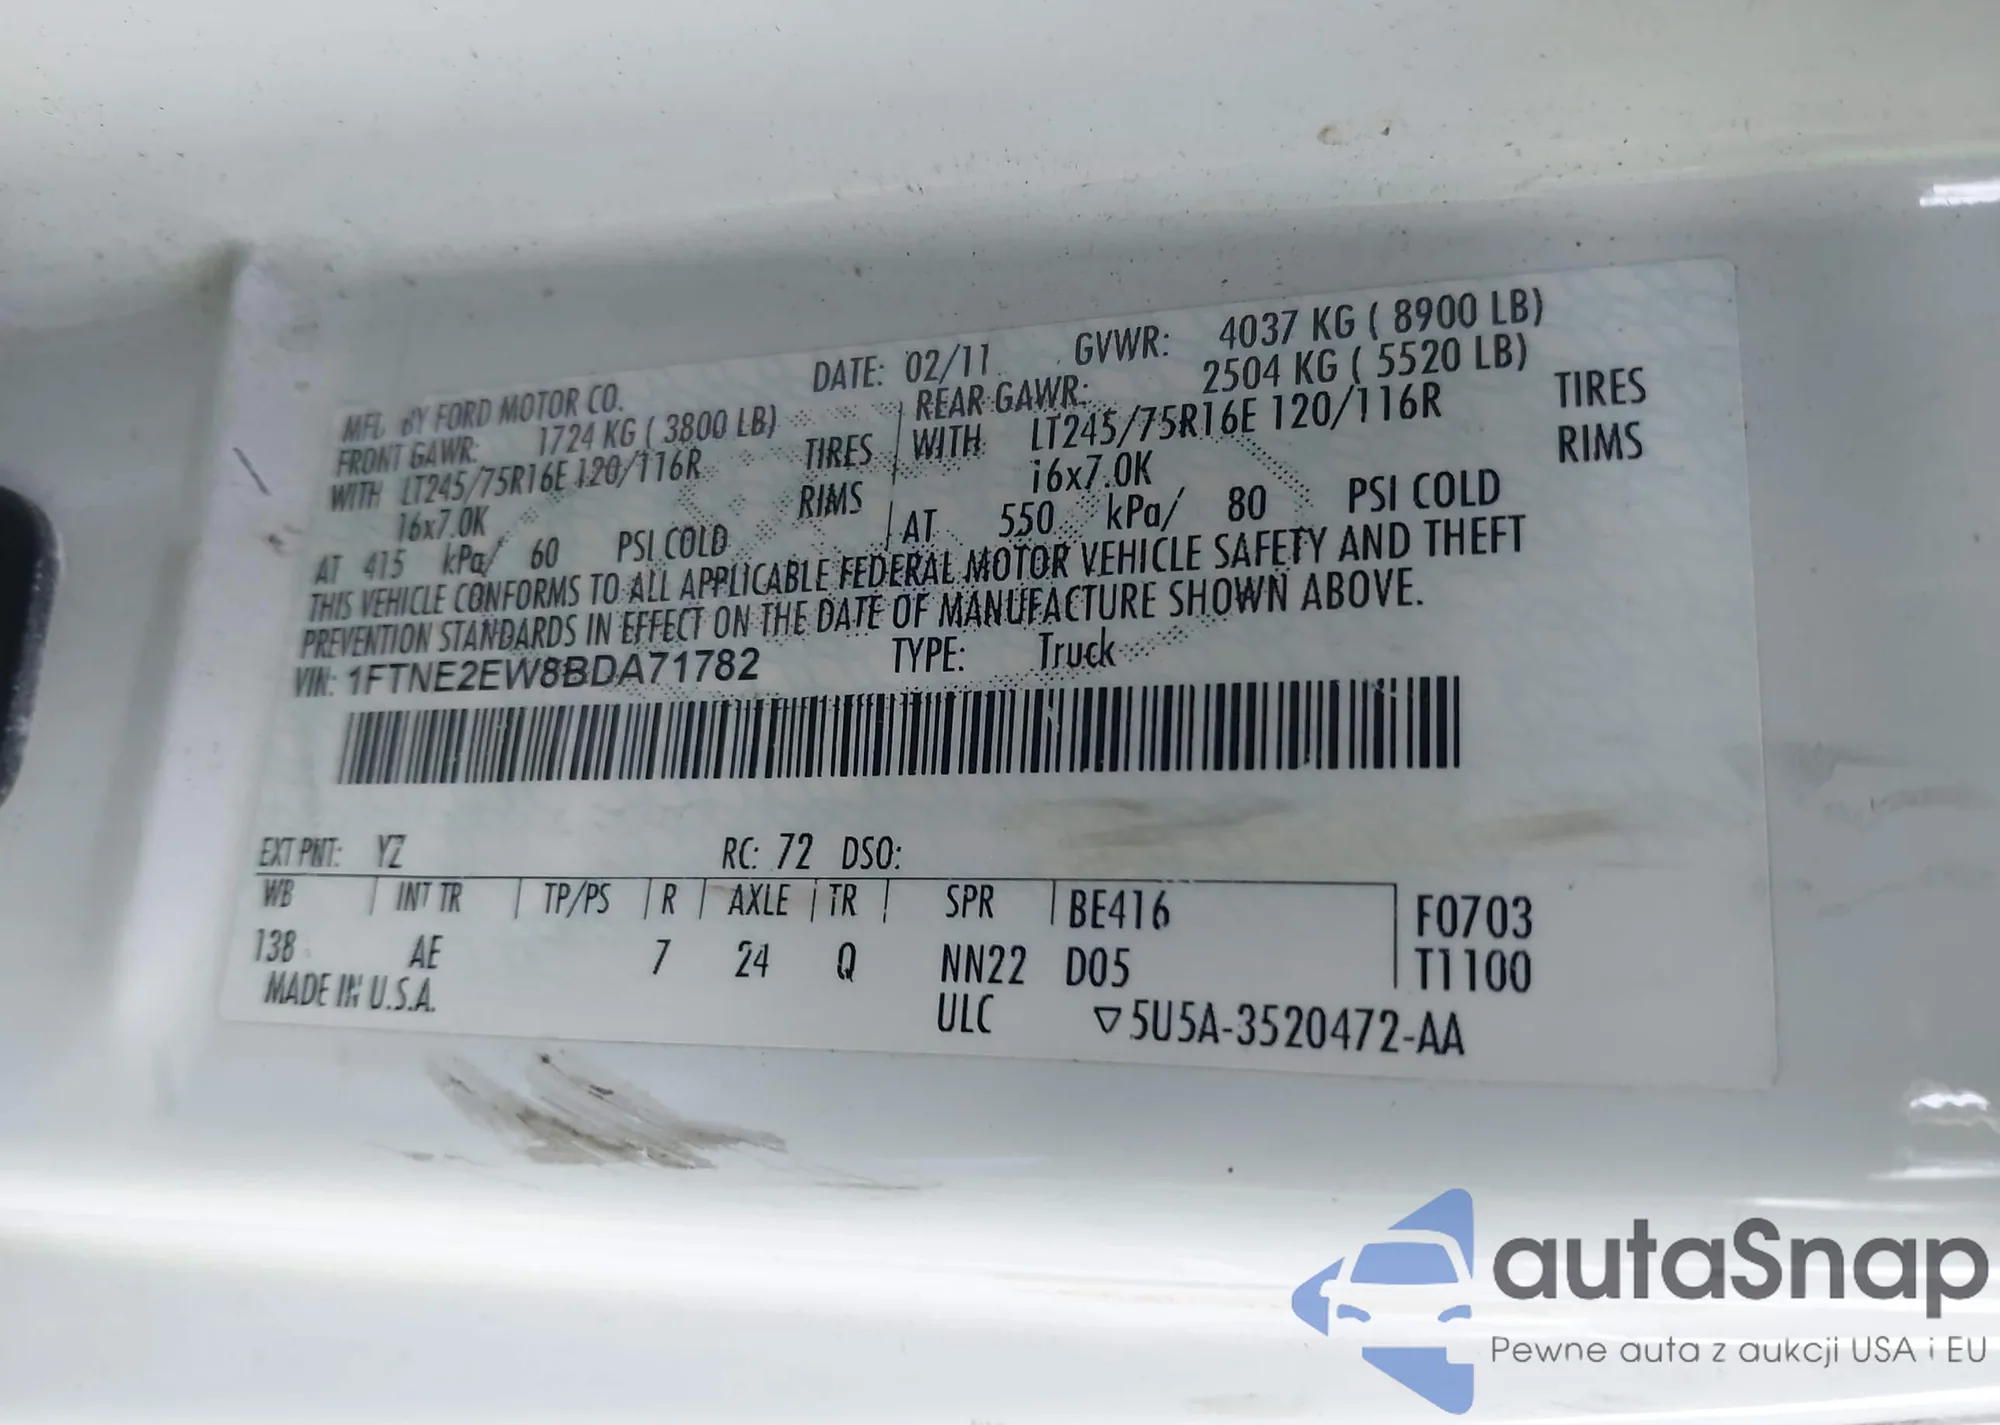 MFD. BY FORD MOTOR CO. DATE: 02/11 GVWR: 4037 KG ( 8900 LB)
FRONT GAWR: 1724 KG ( 3800 LB) REAR GAWR: 2504 KG ( 5520 LB)
WITH LT245/75R16E 120/116R TIRES WITH LT245/75R16E 120/116R TIRES
16x7.0K RIMS 16x7.0K RIMS
AT 415 kPa/ 60 PSI COLD AT 550 kPa/ 80 PSI COLD
THIS VEHICLE CONFORMS TO ALL APPLICABLE FEDERAL MOTOR VEHICLE SAFETY AND THEFT
PREVENTION STANDARDS IN EFFECT ON THE DATE OF MANUFACTURE SHOWN ABOVE.
VIN: 1FTNE2EW8BDA71782 TYPE: Truck
EXT PNT: YZ RC: 72 DSO:
WB INT TR TP/PS R AXLE TR SPR BE416 F0703
138 AE 7 24 Q NN22 D05 T1100
MADE IN U.S.A. ULC ▽5U5A-3520472-AA
autaSnap
Pewne auta z aukcji USA i EU